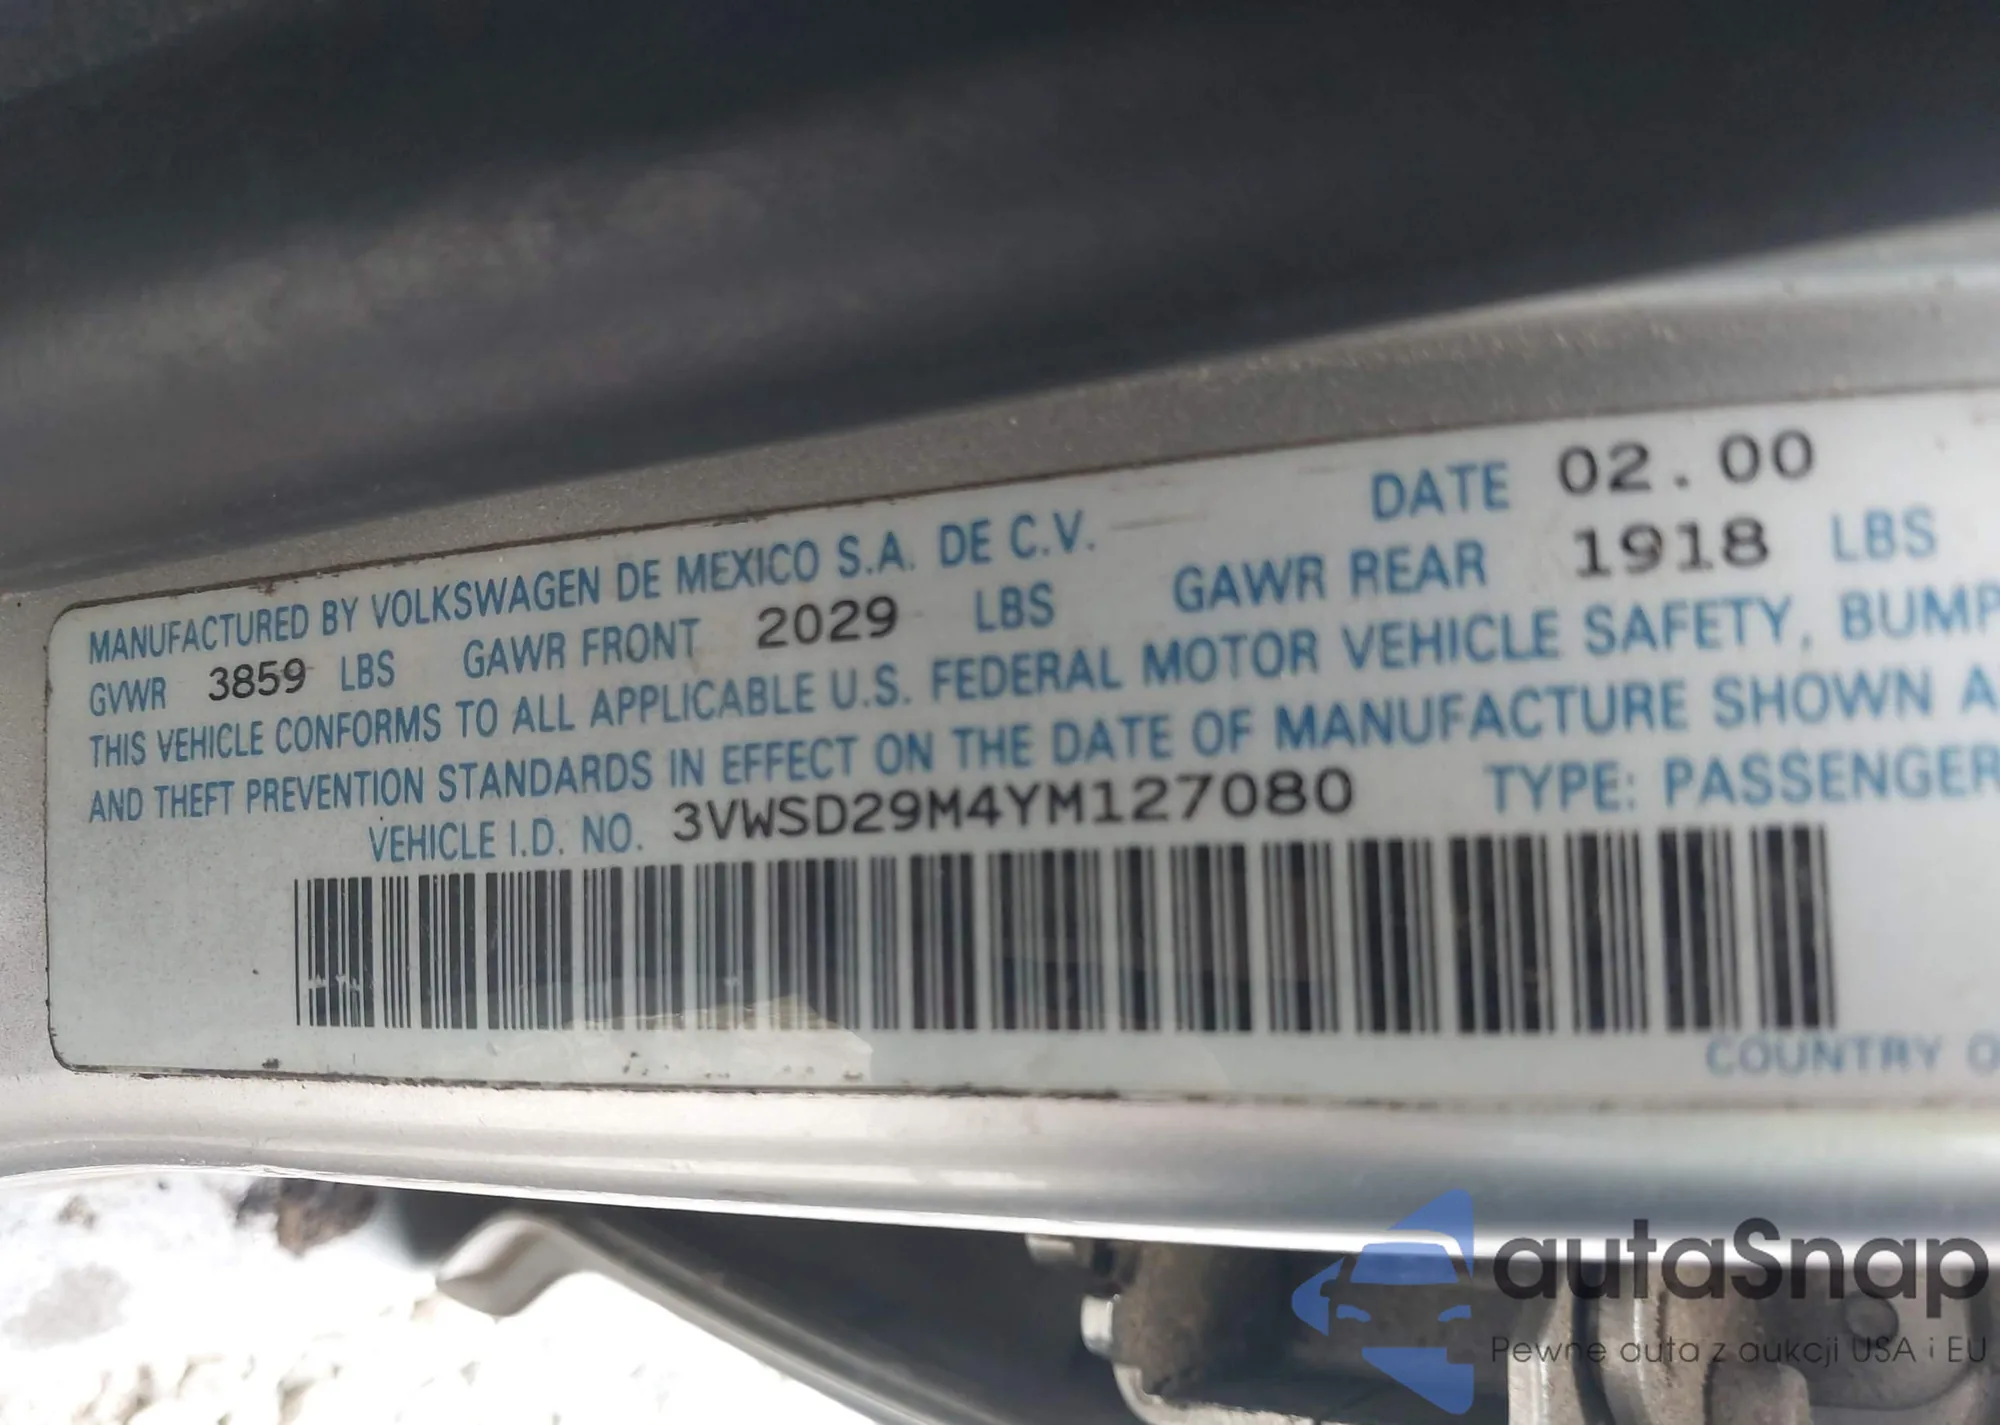 MANUFACTURED BY VOLKSWAGEN DE MEXICO S.A. DE C.V. DATE 02.00
GVWR 3859 LBS GAWR FRONT 2029 LBS GAWR REAR 1918 LBS
THIS VEHICLE CONFORMS TO ALL APPLICABLE U.S. FEDERAL MOTOR VEHICLE SAFETY, BUMP
AND THEFT PREVENTION STANDARDS IN EFFECT ON THE DATE OF MANUFACTURE SHOWN A
VEHICLE I.D. NO. 3VWSD29M4YM127080 TYPE: PASSENGER
COUNTRY O
autaSnap
Pewne auta z aukcji USA i EU